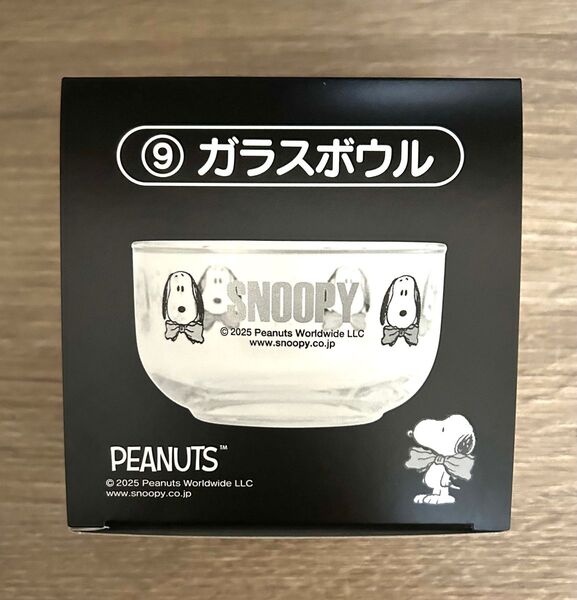 ⑨ ガラスボウル
SNOOPY
© 2025 Peanuts Worldwide LLC
www.snoopy.co.jp
PEANUTS™
© 2025 Peanuts Worldwide LLC
www.snoopy.co.jp